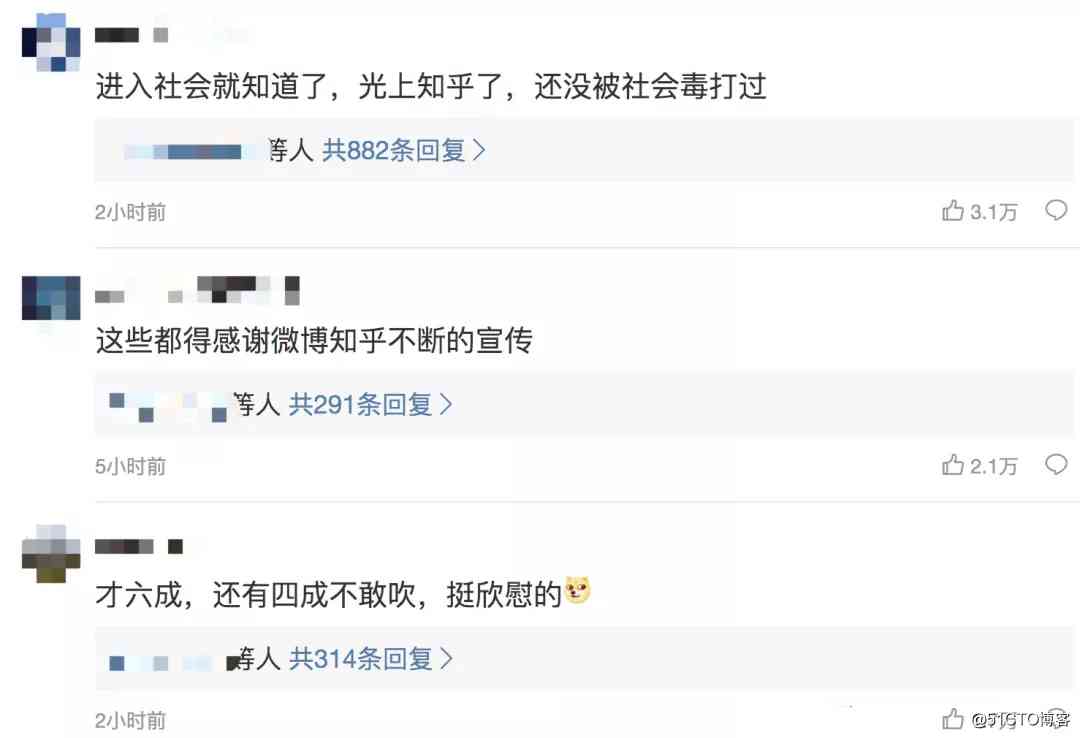 进入社会就知道了，光上知乎了，还没被社会毒打过
等人 共882条回复
2小时前
3.1万
这些都得感谢微博知乎不断的宣传
等人 共291条回复
5小时前
2.1万
才六成，还有四成不敢吹，挺欣慰的
等人 共314条回复
2小时前
@51CTO博客